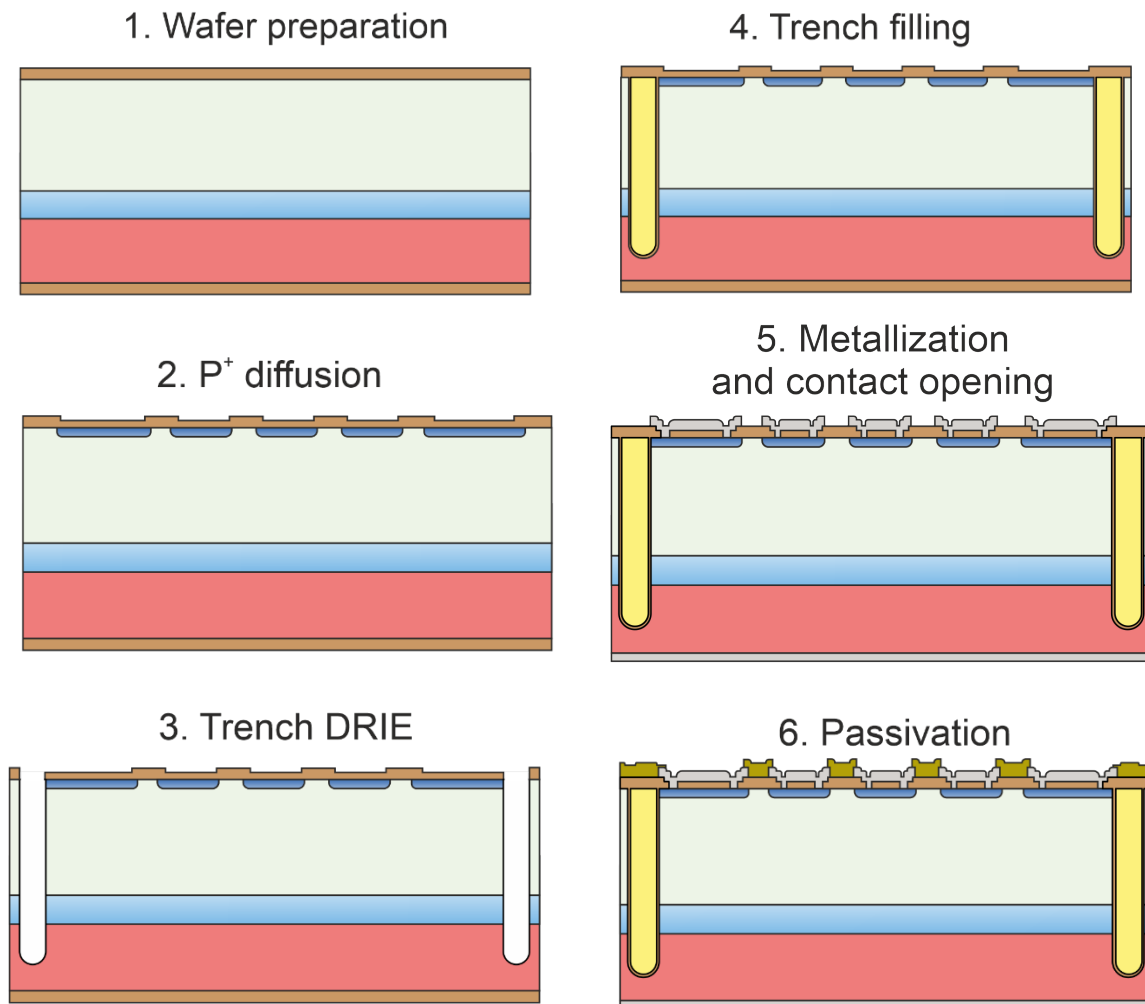 1. Wafer preparation
2. P⁺ diffusion
3. Trench DRIE
4. Trench filling
5. Metallization
and contact opening
6. Passivation